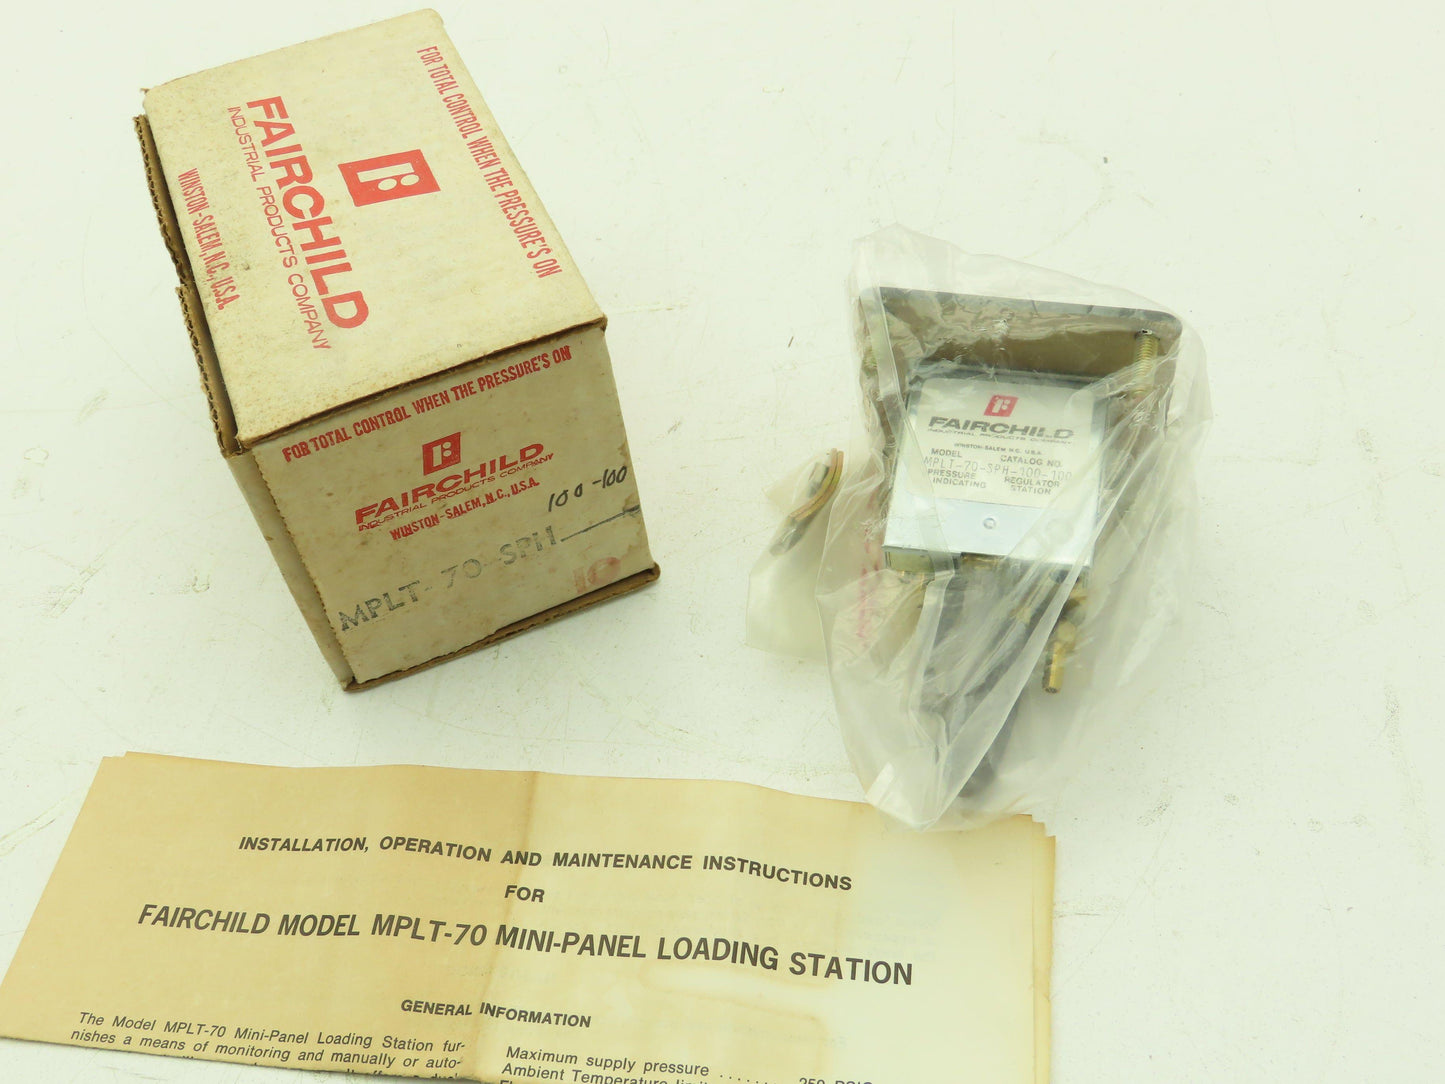 FOR TOTAL CONTROL WHEN THE PRESSURE'S ON
FAIRCHILD
INDUSTRIAL PRODUCTS COMPANY
WINSTON-SALEM, N.C., U.S.A.
FOR TOTAL CONTROL WHEN THE PRESSURE'S ON
FAIRCHILD
INDUSTRIAL PRODUCTS COMPANY
WINSTON-SALEM, N.C., U.S.A.
100-100
MPLT-70-SPH
10
FAIRCHILD
INDUSTRIAL PRODUCTS COMPANY
WINSTON-SALEM N.C. U.S.A.
MODEL CATALOG NO.
MPLT-70-SPH-100-100
PRESSURE REGULATOR
INDICATING STATION
INSTALLATION, OPERATION AND MAINTENANCE INSTRUCTIONS
FOR
FAIRCHILD MODEL MPLT-70 MINI-PANEL LOADING STATION
GENERAL INFORMATION
The Model MPLT-70 Mini-Panel Loading Station fur-
nishes a means of monitoring and manually or auto-
Maximum supply pressure ....... 250 PSIG
Ambient Temperature